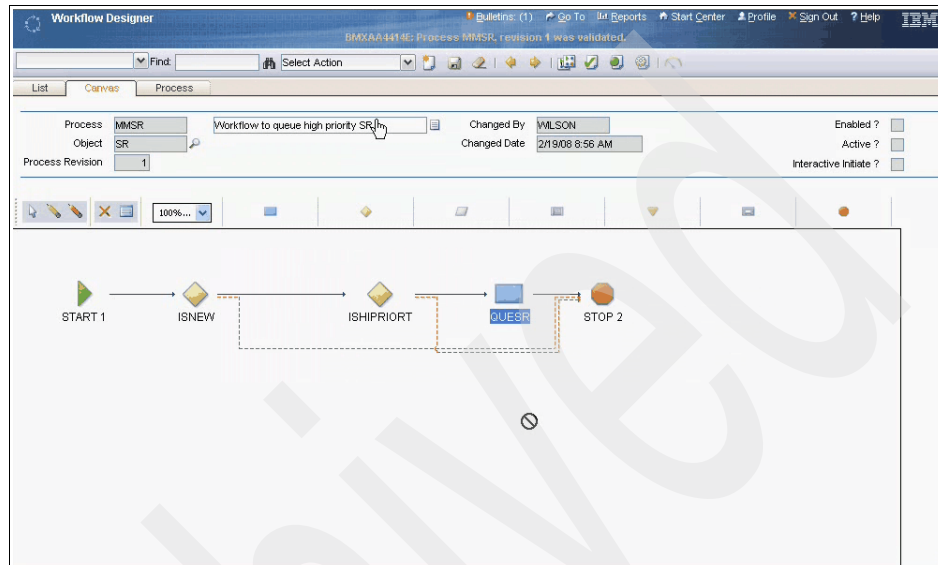 Workflow Designer
Bulletins: (1) Go To Reports Start Center Profile Sign Out ? Help IBM
BMXAA4414E: Process MMSR, revision 1 was validated.
Find: Select Action
List Canvas Process
Process MMSR Workflow to queue high priority SR Changed By WILSON Enabled ?
Object SR Changed Date 2/19/08 8:56 AM Active ?
Process Revision 1 Interactive Initiate ?
100%...
START 1 ISNEW ISHIPRIORT QUESR STOP 2